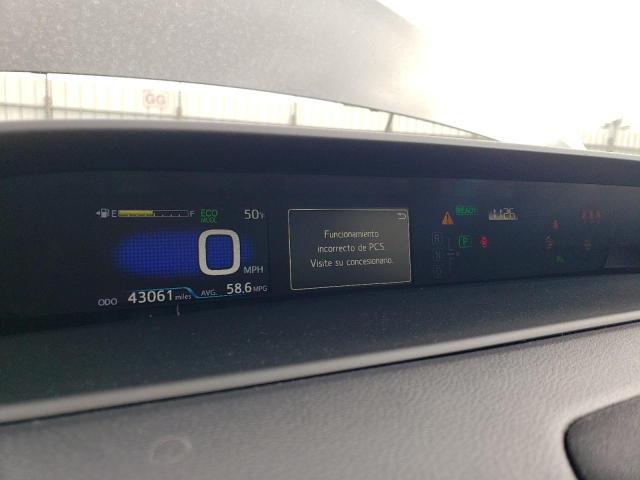 GG
E F ECO MODE 50°F
0 MPH
ODO 43061 miles AVG. 58.6 MPG
Funcionamiento
incorrecto de PCS.
Visite su concesionario.
READY
R
N
P